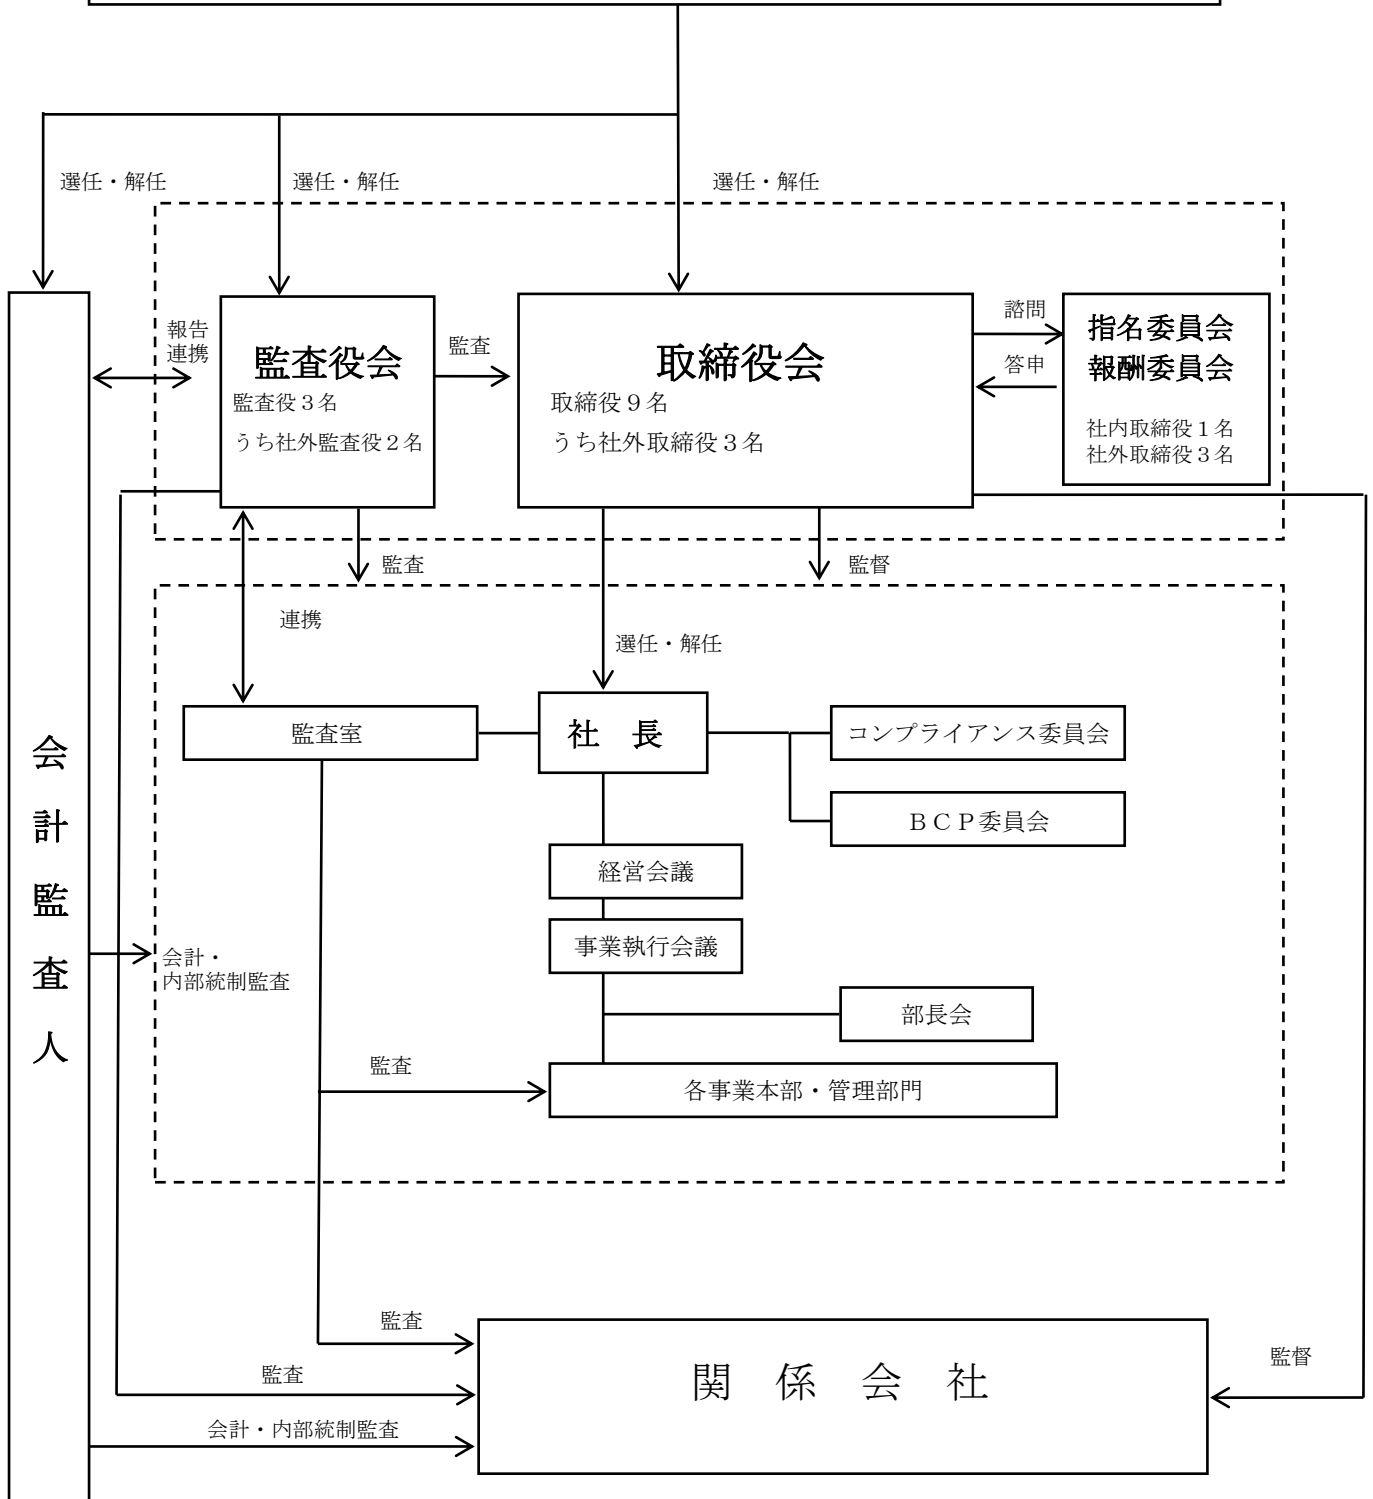 選任・解任
選任・解任
選任・解任
報告
連携
監査役会
監査役３名
うち社外監査役２名
監査
取締役会
取締役９名
うち社外取締役３名
諮問
答申
指名委員会
報酬委員会
社内取締役１名
社外取締役３名
監査
監督
連携
選任・解任
監査室
社　長
コンプライアンス委員会
ＢＣＰ委員会
経営会議
事業執行会議
会計監査人
会計・
内部統制監査
部長会
監査
各事業本部・管理部門
監査
監査
会計・内部統制監査
関　係　会　社
監督